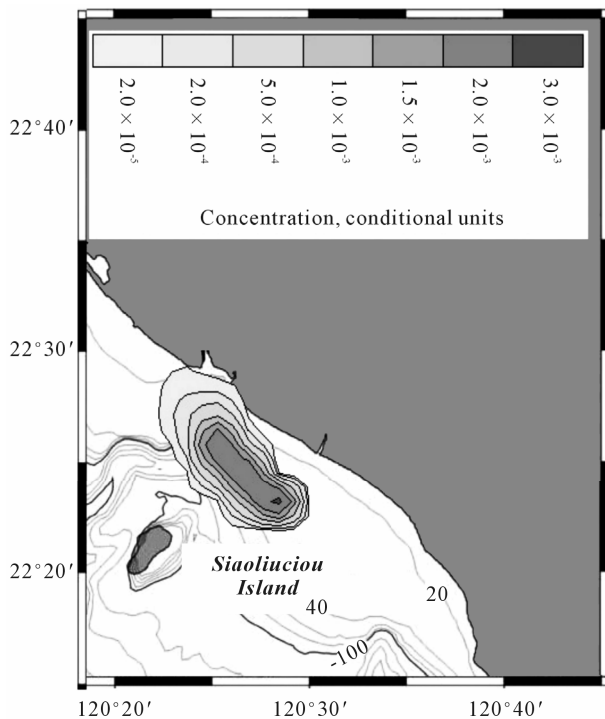 2.0 × 10⁻⁵
2.0 × 10⁻⁴
5.0 × 10⁻⁴
1.0 × 10⁻³
1.5 × 10⁻³
2.0 × 10⁻³
3.0 × 10⁻³
Concentration, conditional units
22°40′
22°30′
22°20′
Siaoliuciou
Island
20
40
-100
120°20′ 120°30′ 120°40′